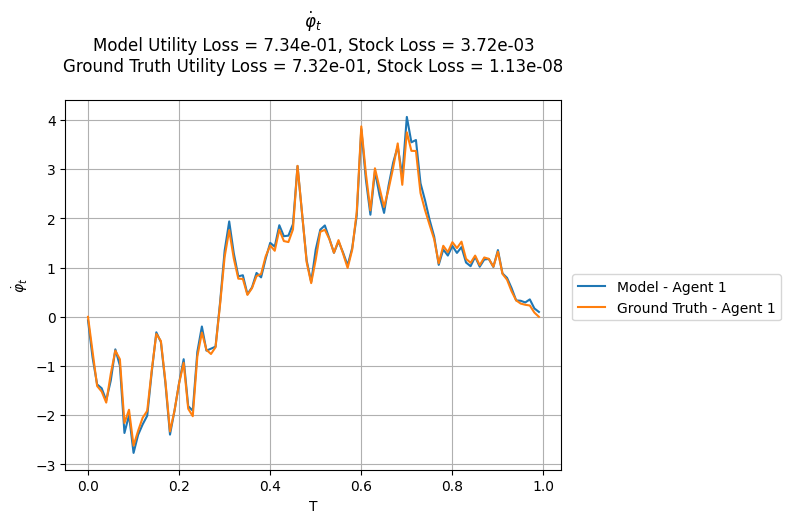 φ̇ₜ
Model Utility Loss = 7.34e-01, Stock Loss = 3.72e-03
Ground Truth Utility Loss = 7.32e-01, Stock Loss = 1.13e-08
4
3
2
1
0
−1
−2
−3
φ̇ₜ
0.0 0.2 0.4 0.6 0.8 1.0
T
Model - Agent 1
Ground Truth - Agent 1